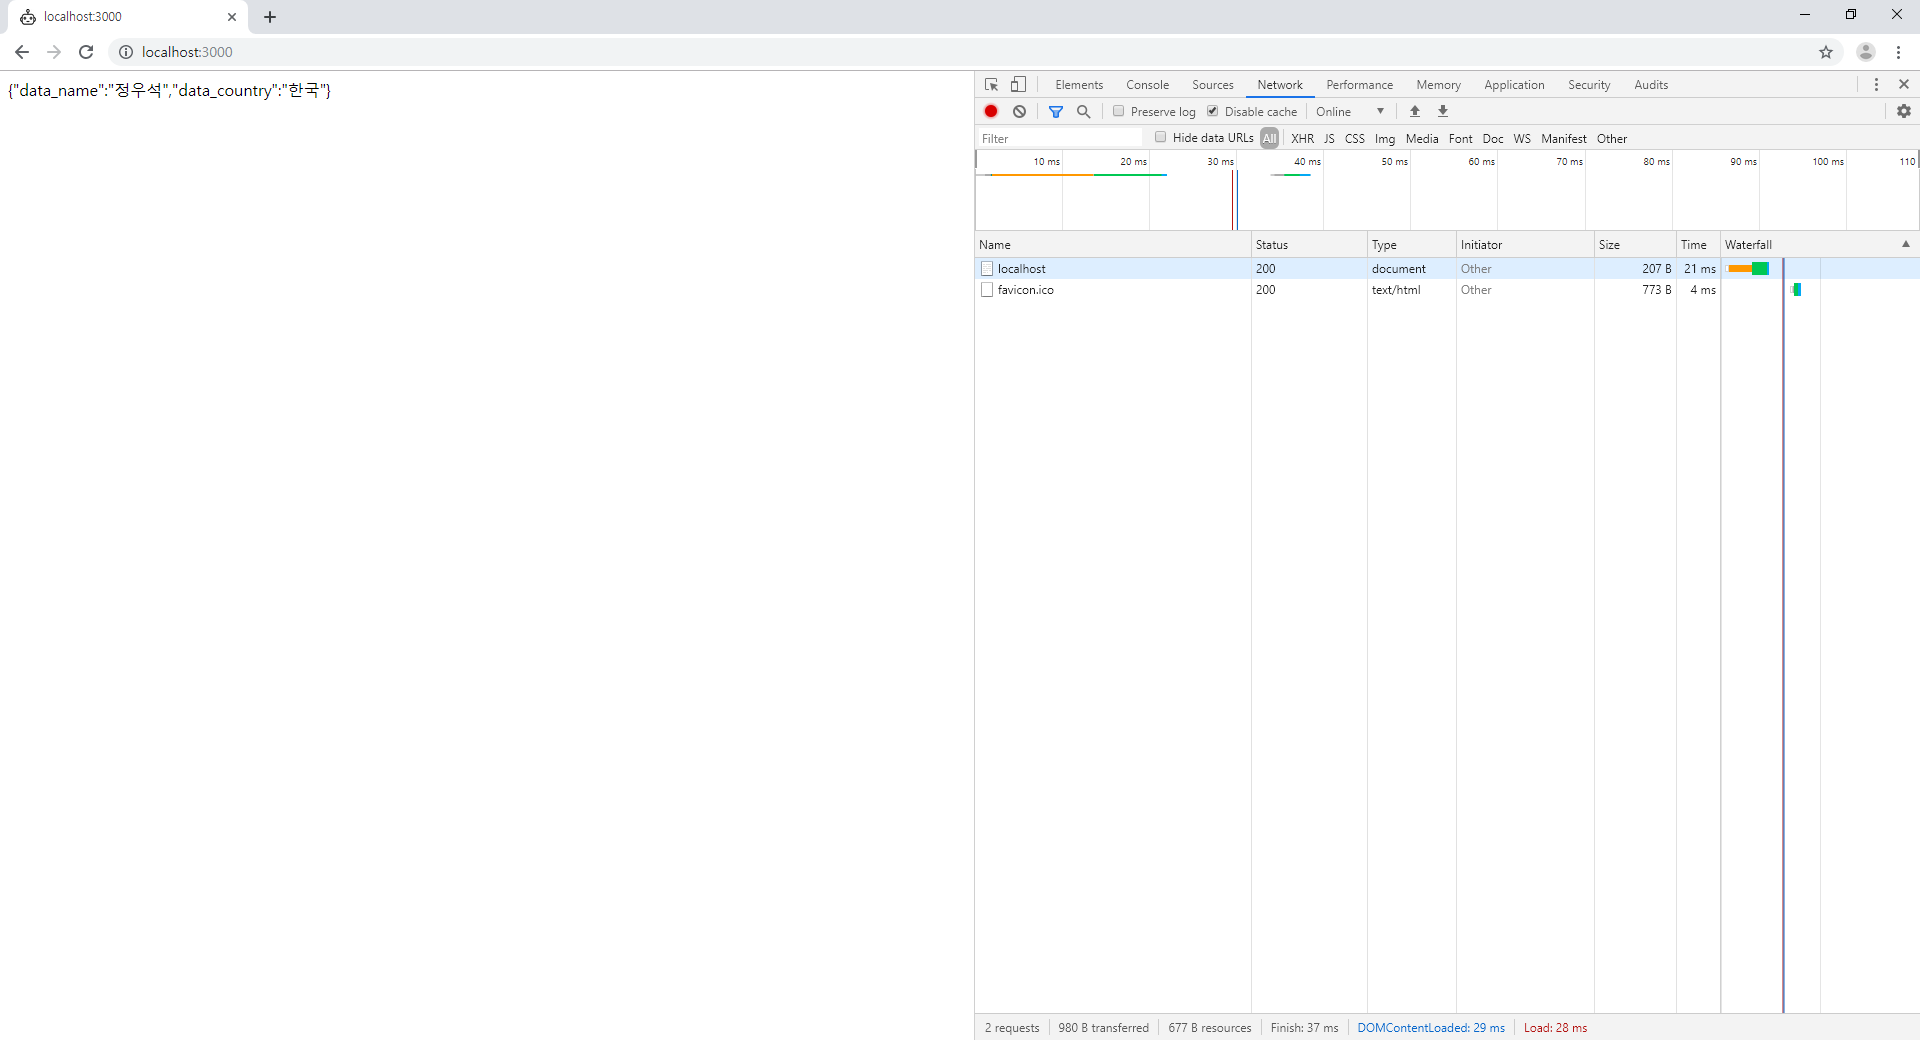 localhost:3000
localhost:3000
{"data_name":"정우석","data_country":"한국"}
Elements Console Sources Network Performance Memory Application Security Audits
Preserve log Disable cache Online
Filter Hide data URLs All XHR JS CSS Img Media Font Doc WS Manifest Other
10 ms 20 ms 30 ms 40 ms 50 ms 60 ms 70 ms 80 ms 90 ms 100 ms 110
Name Status Type Initiator Size Time Waterfall
localhost 200 document Other 207 B 21 ms
favicon.ico 200 text/html Other 773 B 4 ms
2 requests 980 B transferred 677 B resources Finish: 37 ms DOMContentLoaded: 29 ms Load: 28 ms